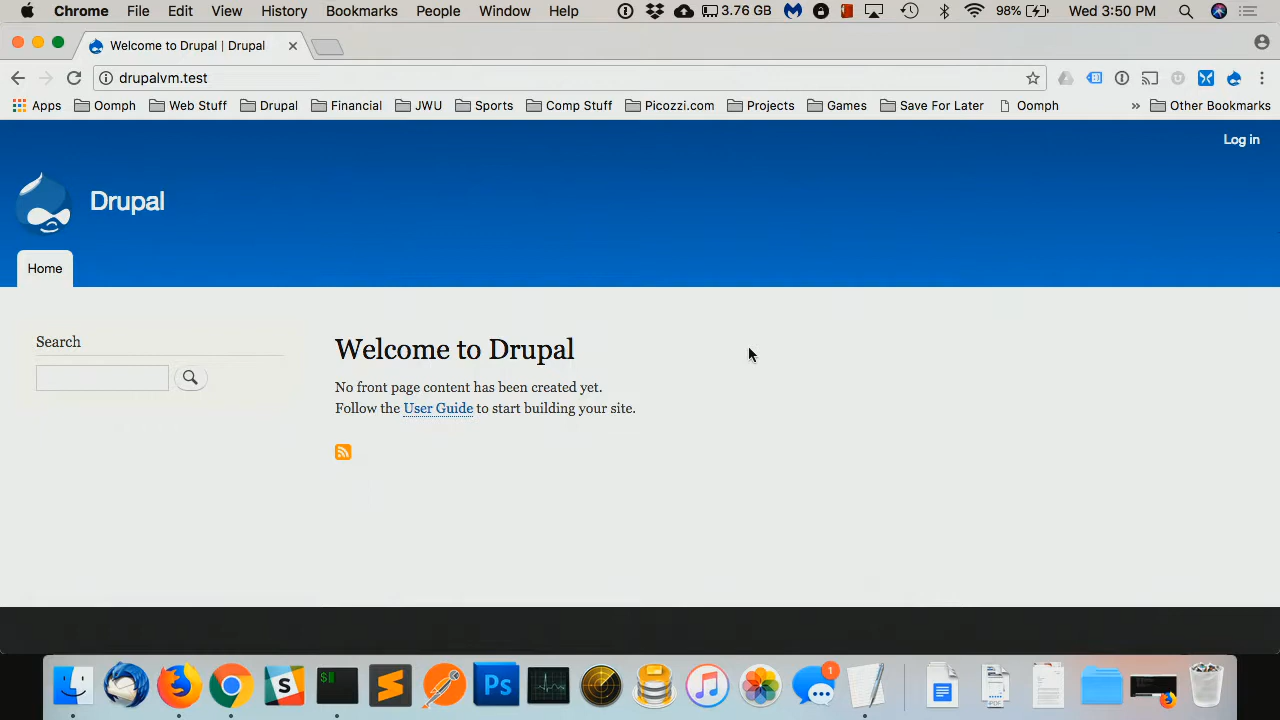 Chrome File Edit View History Bookmarks People Window Help 3.76 GB 98% Wed 3:50 PM
Welcome to Drupal | Drupal
drupalvm.test
Apps Oomph Web Stuff Drupal Financial JWU Sports Comp Stuff Picozzi.com Projects Games Save For Later Oomph » Other Bookmarks
Log in
Drupal
Home
Search
Welcome to Drupal
No front page content has been created yet.
Follow the User Guide to start building your site.
$
S
Ps
1
PDF